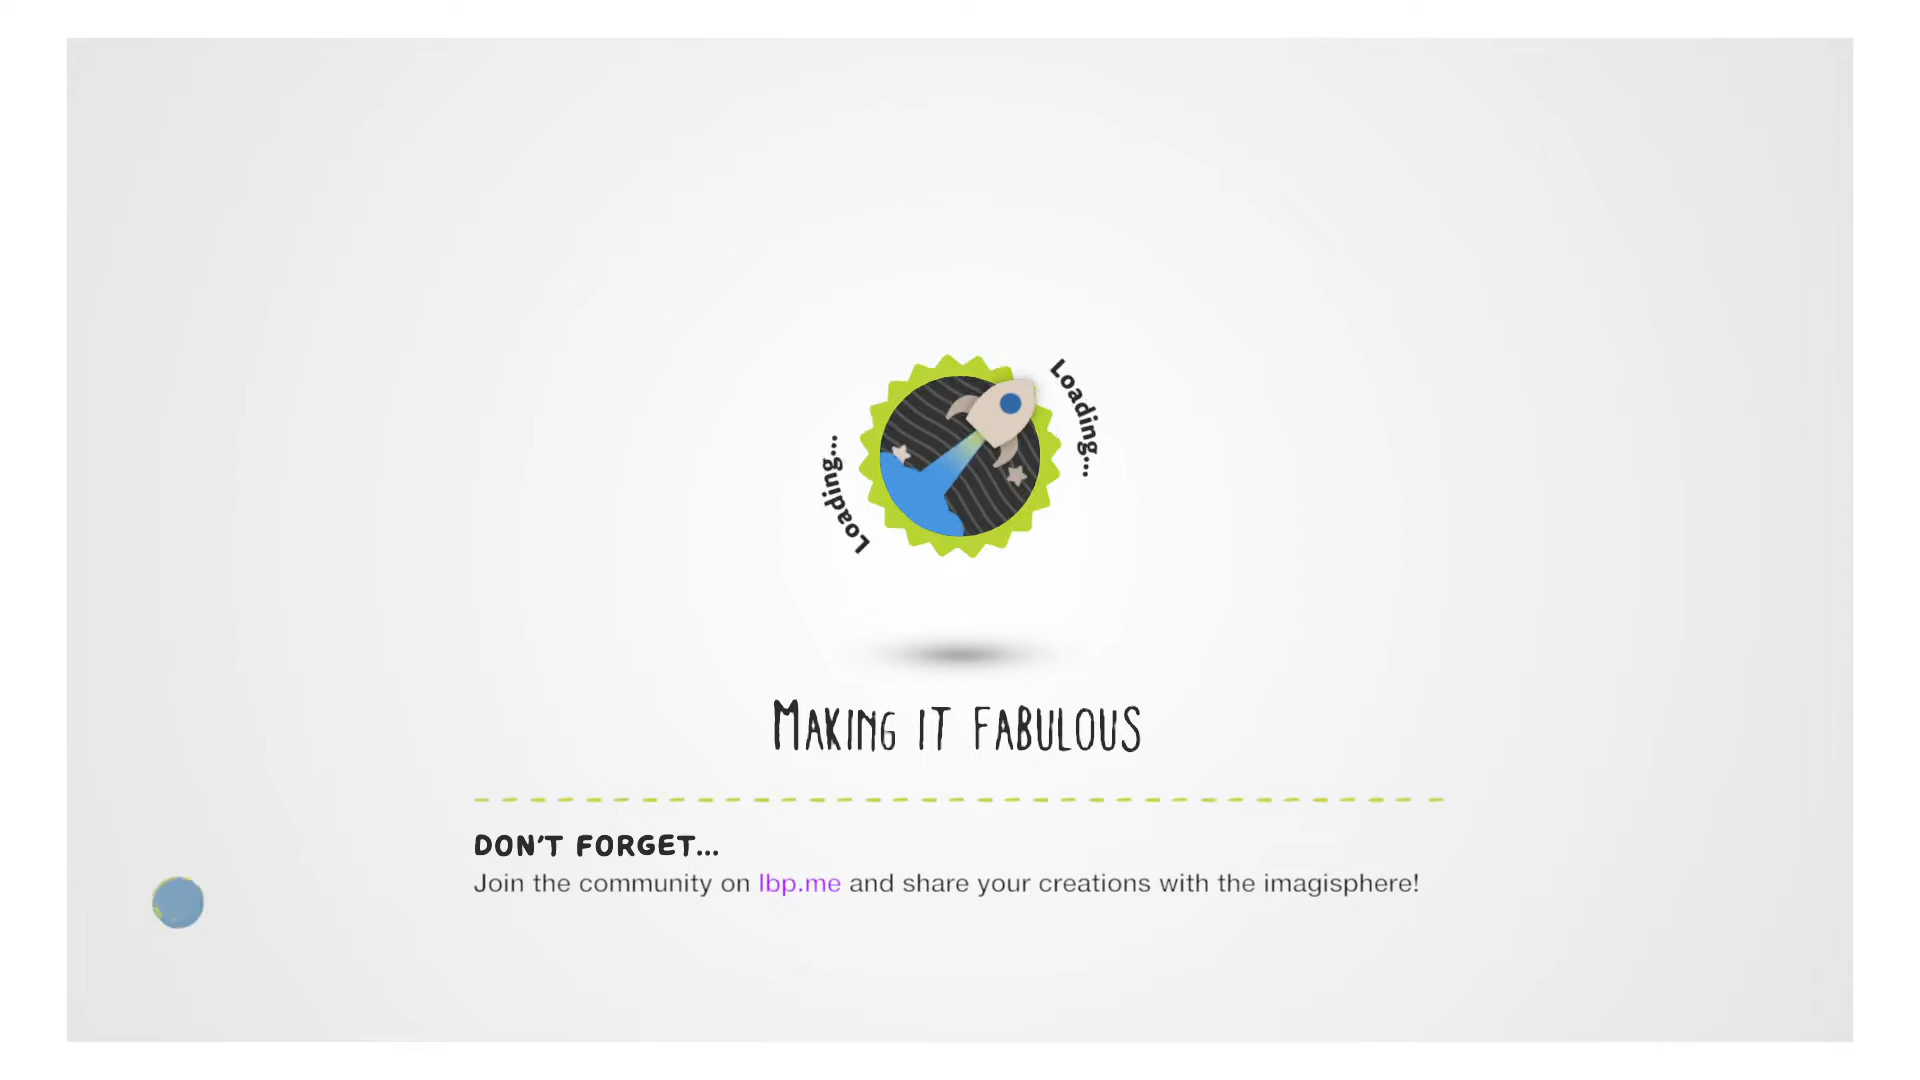 Loading...
Loading...
MAKING IT FABULOUS
DON'T FORGET...
Join the community on lbp.me and share your creations with the imagisphere!